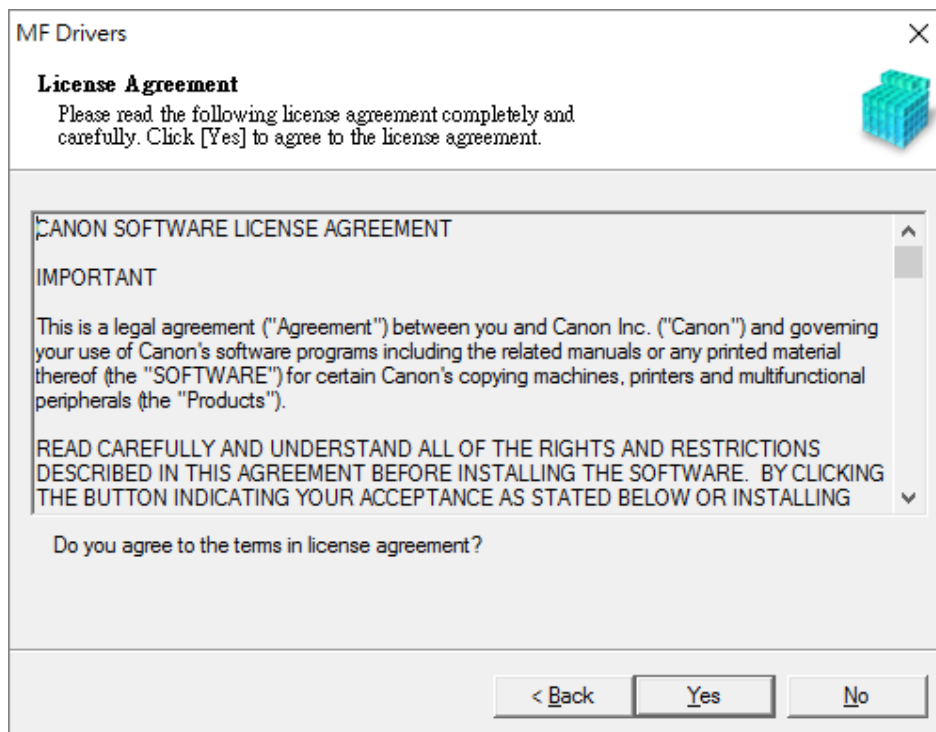 MF Drivers
License Agreement
Please read the following license agreement completely and
carefully. Click [Yes] to agree to the license agreement.
CANON SOFTWARE LICENSE AGREEMENT
IMPORTANT
This is a legal agreement ("Agreement") between you and Canon Inc. ("Canon") and governing
your use of Canon's software programs including the related manuals or any printed material
thereof (the "SOFTWARE") for certain Canon's copying machines, printers and multifunctional
peripherals (the "Products").
READ CAREFULLY AND UNDERSTAND ALL OF THE RIGHTS AND RESTRICTIONS
DESCRIBED IN THIS AGREEMENT BEFORE INSTALLING THE SOFTWARE.  BY CLICKING
THE BUTTON INDICATING YOUR ACCEPTANCE AS STATED BELOW OR INSTALLING
Do you agree to the terms in license agreement?
< Back Yes No